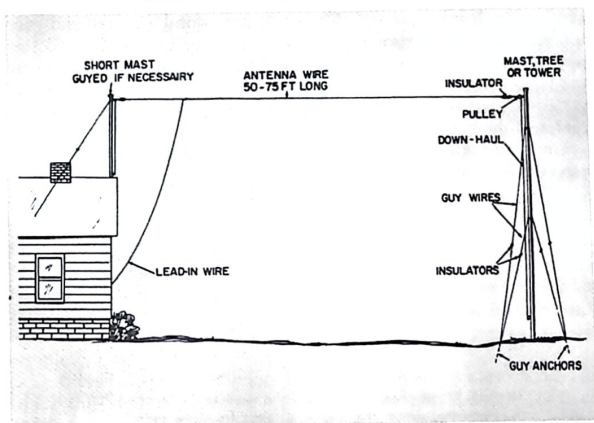 SHORT MAST
GUYED IF NECESSAIRY
ANTENNA WIRE
50-75 FT LONG
INSULATOR
MAST, TREE
OR TOWER
PULLEY
DOWN-HAUL
GUY WIRES
LEAD-IN WIRE
INSULATORS
GUY ANCHORS